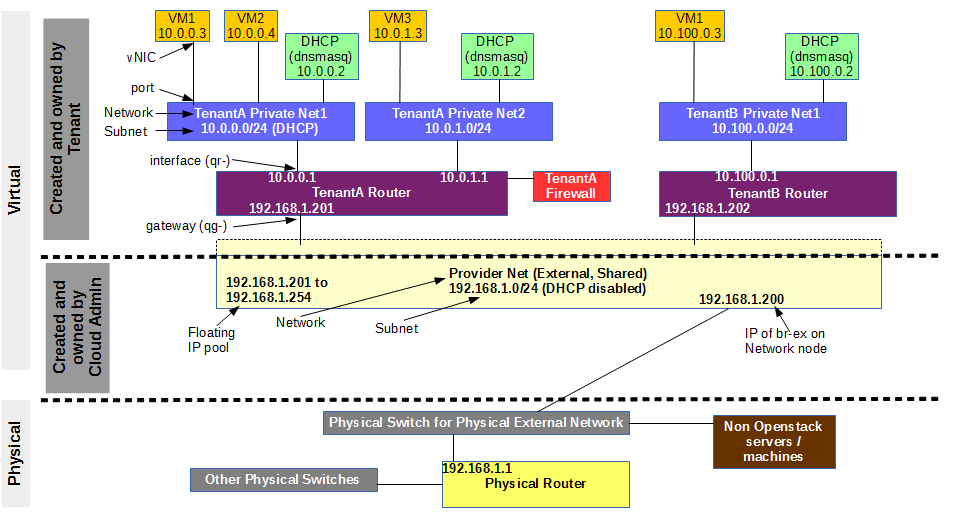 Virtual
Physical
Created and owned by
Tenant
Created and
owned by
Cloud Admin
VM1
10.0.0.3
VM2
10.0.0.4
DHCP
(dnsmasq)
10.0.0.2
VM3
10.0.1.3
DHCP
(dnsmasq)
10.0.1.2
VM1
10.100.0.3
DHCP
(dnsmasq)
10.100.0.2
vNIC
port
Network
Subnet
TenantA Private Net1
10.0.0.0/24 (DHCP)
TenantA Private Net2
10.0.1.0/24
TenantB Private Net1
10.100.0.0/24
interface (qr-)
10.0.0.1
10.0.1.1
TenantA Router
192.168.1.201
TenantA
Firewall
10.100.0.1
TenantB Router
192.168.1.202
gateway (qg-)
192.168.1.201 to
192.168.1.254
Provider Net (External, Shared)
192.168.1.0/24 (DHCP disabled)
192.168.1.200
Floating
IP pool
Network
Subnet
IP of br-ex on
Network node
Physical Switch for Physical External Network
Non Openstack
servers /
machines
Other Physical Switches
192.168.1.1
Physical Router